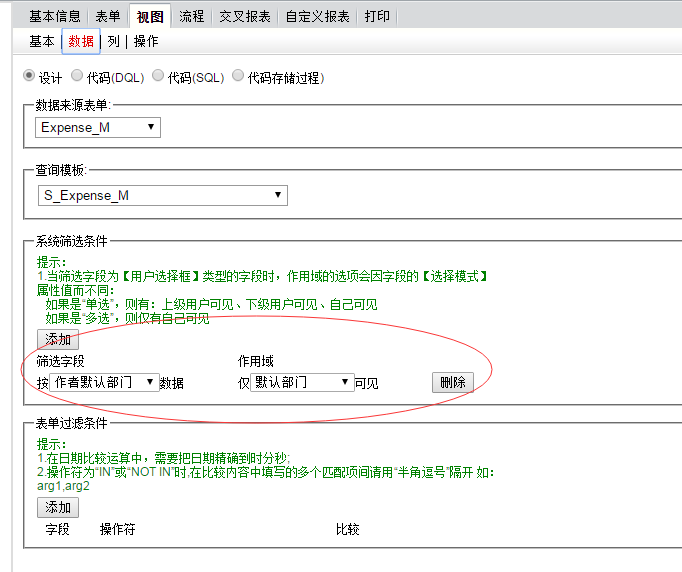 基本信息 表单 视图 流程 交叉报表 自定义报表 打印
基本 数据 列 操作
设计 代码(DQL) 代码(SQL) 代码存储过程)
数据来源表单:
Expense_M
查询模板:
S_Expense_M
系统筛选条件
提示:
1.当筛选字段为【用户选择框】类型的字段时，作用域的选项会因字段的【选择模式】
属性值而不同:
如果是“单选”，则有：上级用户可见、下级用户可见、自己可见
如果是“多选”，则仅有自己可见
添加
筛选字段 作用域
按 作者默认部门 数据 仅 默认部门 可见 删除
表单过滤条件
提示:
1.在日期比较运算中，需要把日期精确到时分秒;
2.操作符为“IN”或“NOT IN”时,在比较内容中填写的多个匹配项间请用“半角逗号”隔开 如:
arg1,arg2
添加
字段 操作符 比较